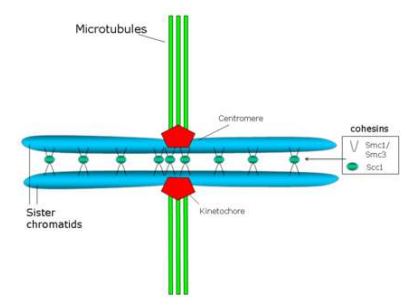 Microtubules
Centromere
cohesins
Smc1/
Smc3
Scc1
Sister
chromatids
Kinetochore